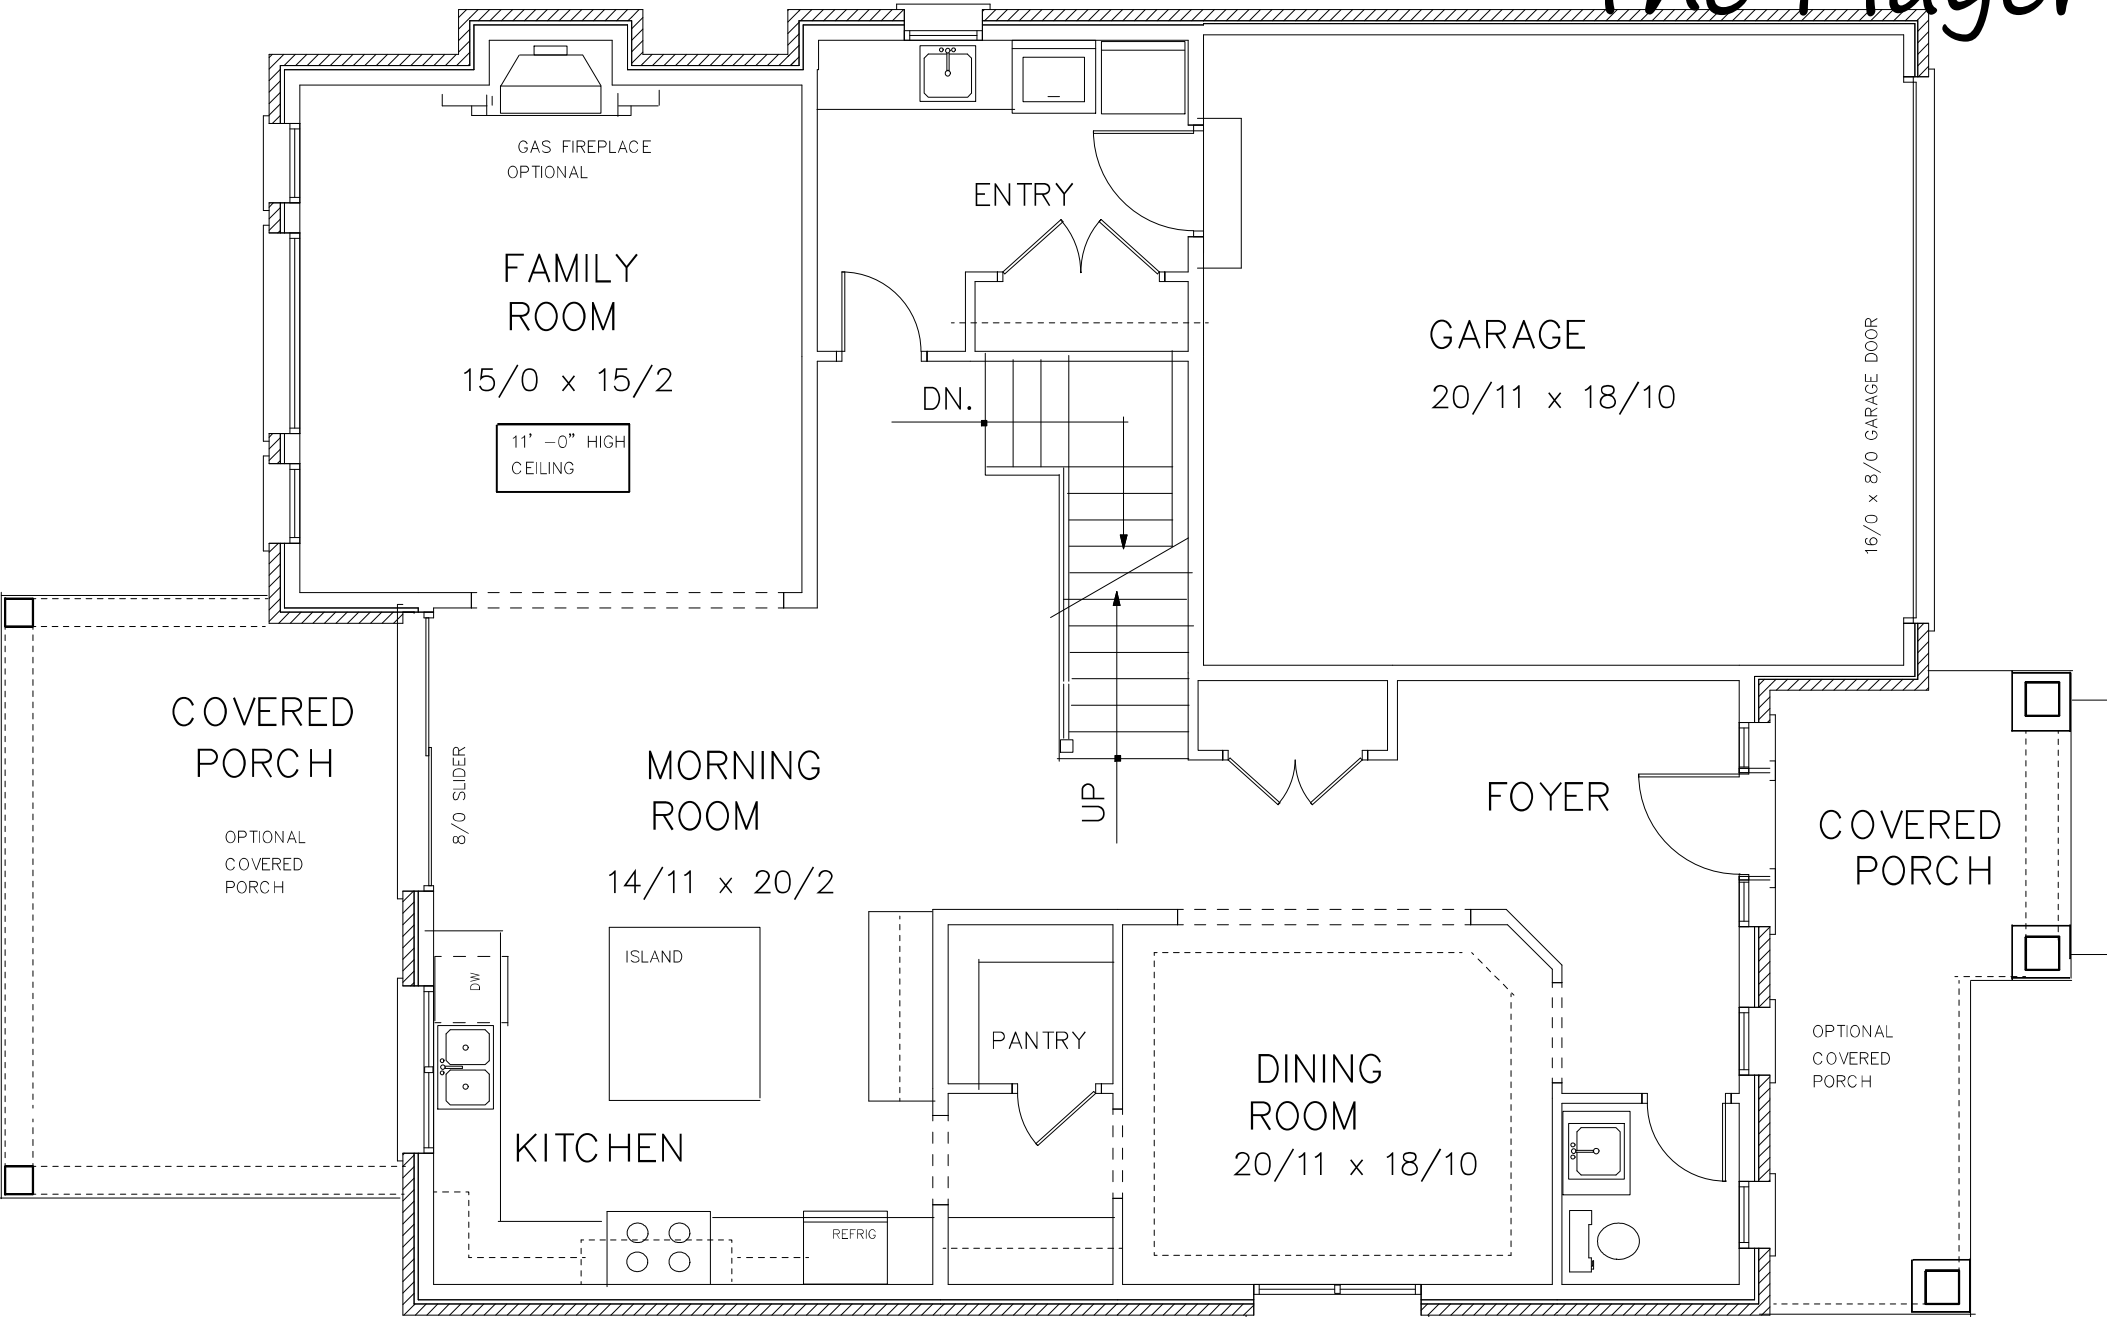 GAS FIREPLACE
OPTIONAL
ENTRY
FAMILY
ROOM
15/0 x 15/2
11' -0" HIGH
CEILING
DN.
GARAGE
20/11 x 18/10
16/0 x 8/0 GARAGE DOOR
COVERED
PORCH
OPTIONAL
COVERED
PORCH
8/0 SLIDER
MORNING
ROOM
14/11 x 20/2
UP
FOYER
COVERED
PORCH
OPTIONAL
COVERED
PORCH
ISLAND
DW
PANTRY
KITCHEN
DINING
ROOM
20/11 x 18/10
REFRIG